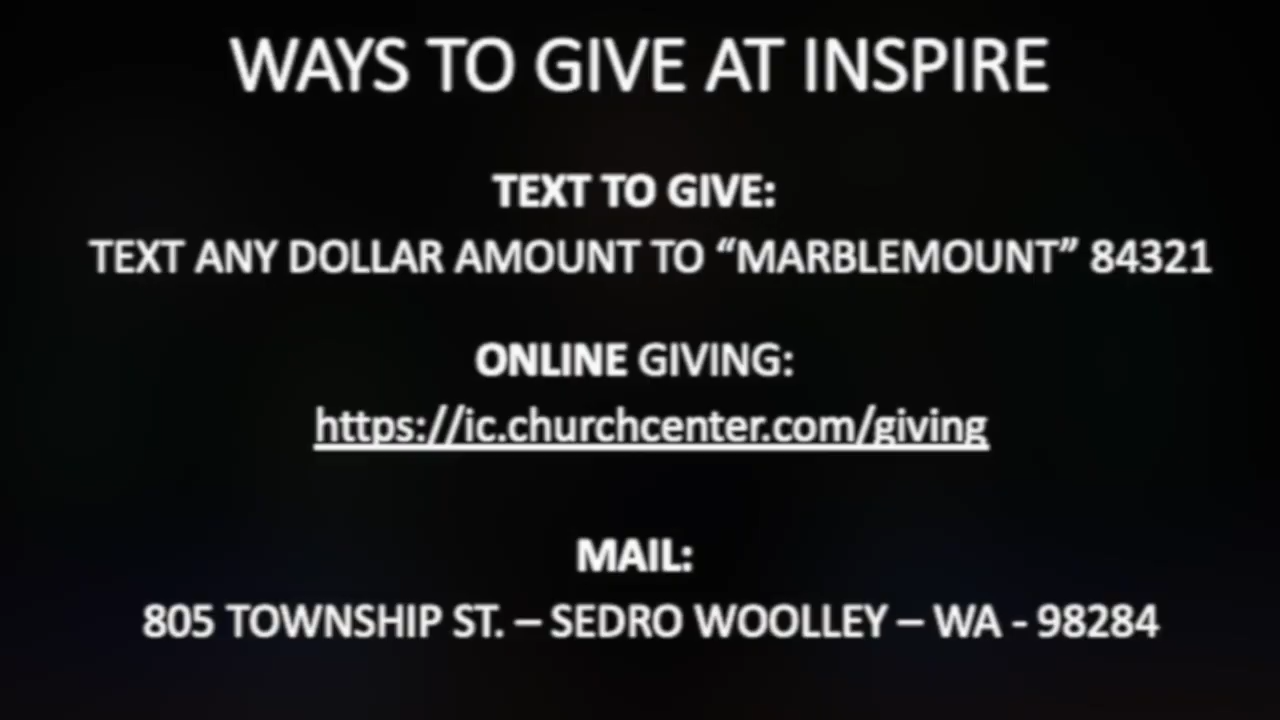 WAYS TO GIVE AT INSPIRE
TEXT TO GIVE:
TEXT ANY DOLLAR AMOUNT TO “MARBLEMOUNT” 84321
ONLINE GIVING:
https://ic.churchcenter.com/giving
MAIL:
805 TOWNSHIP ST. – SEDRO WOOLLEY – WA - 98284